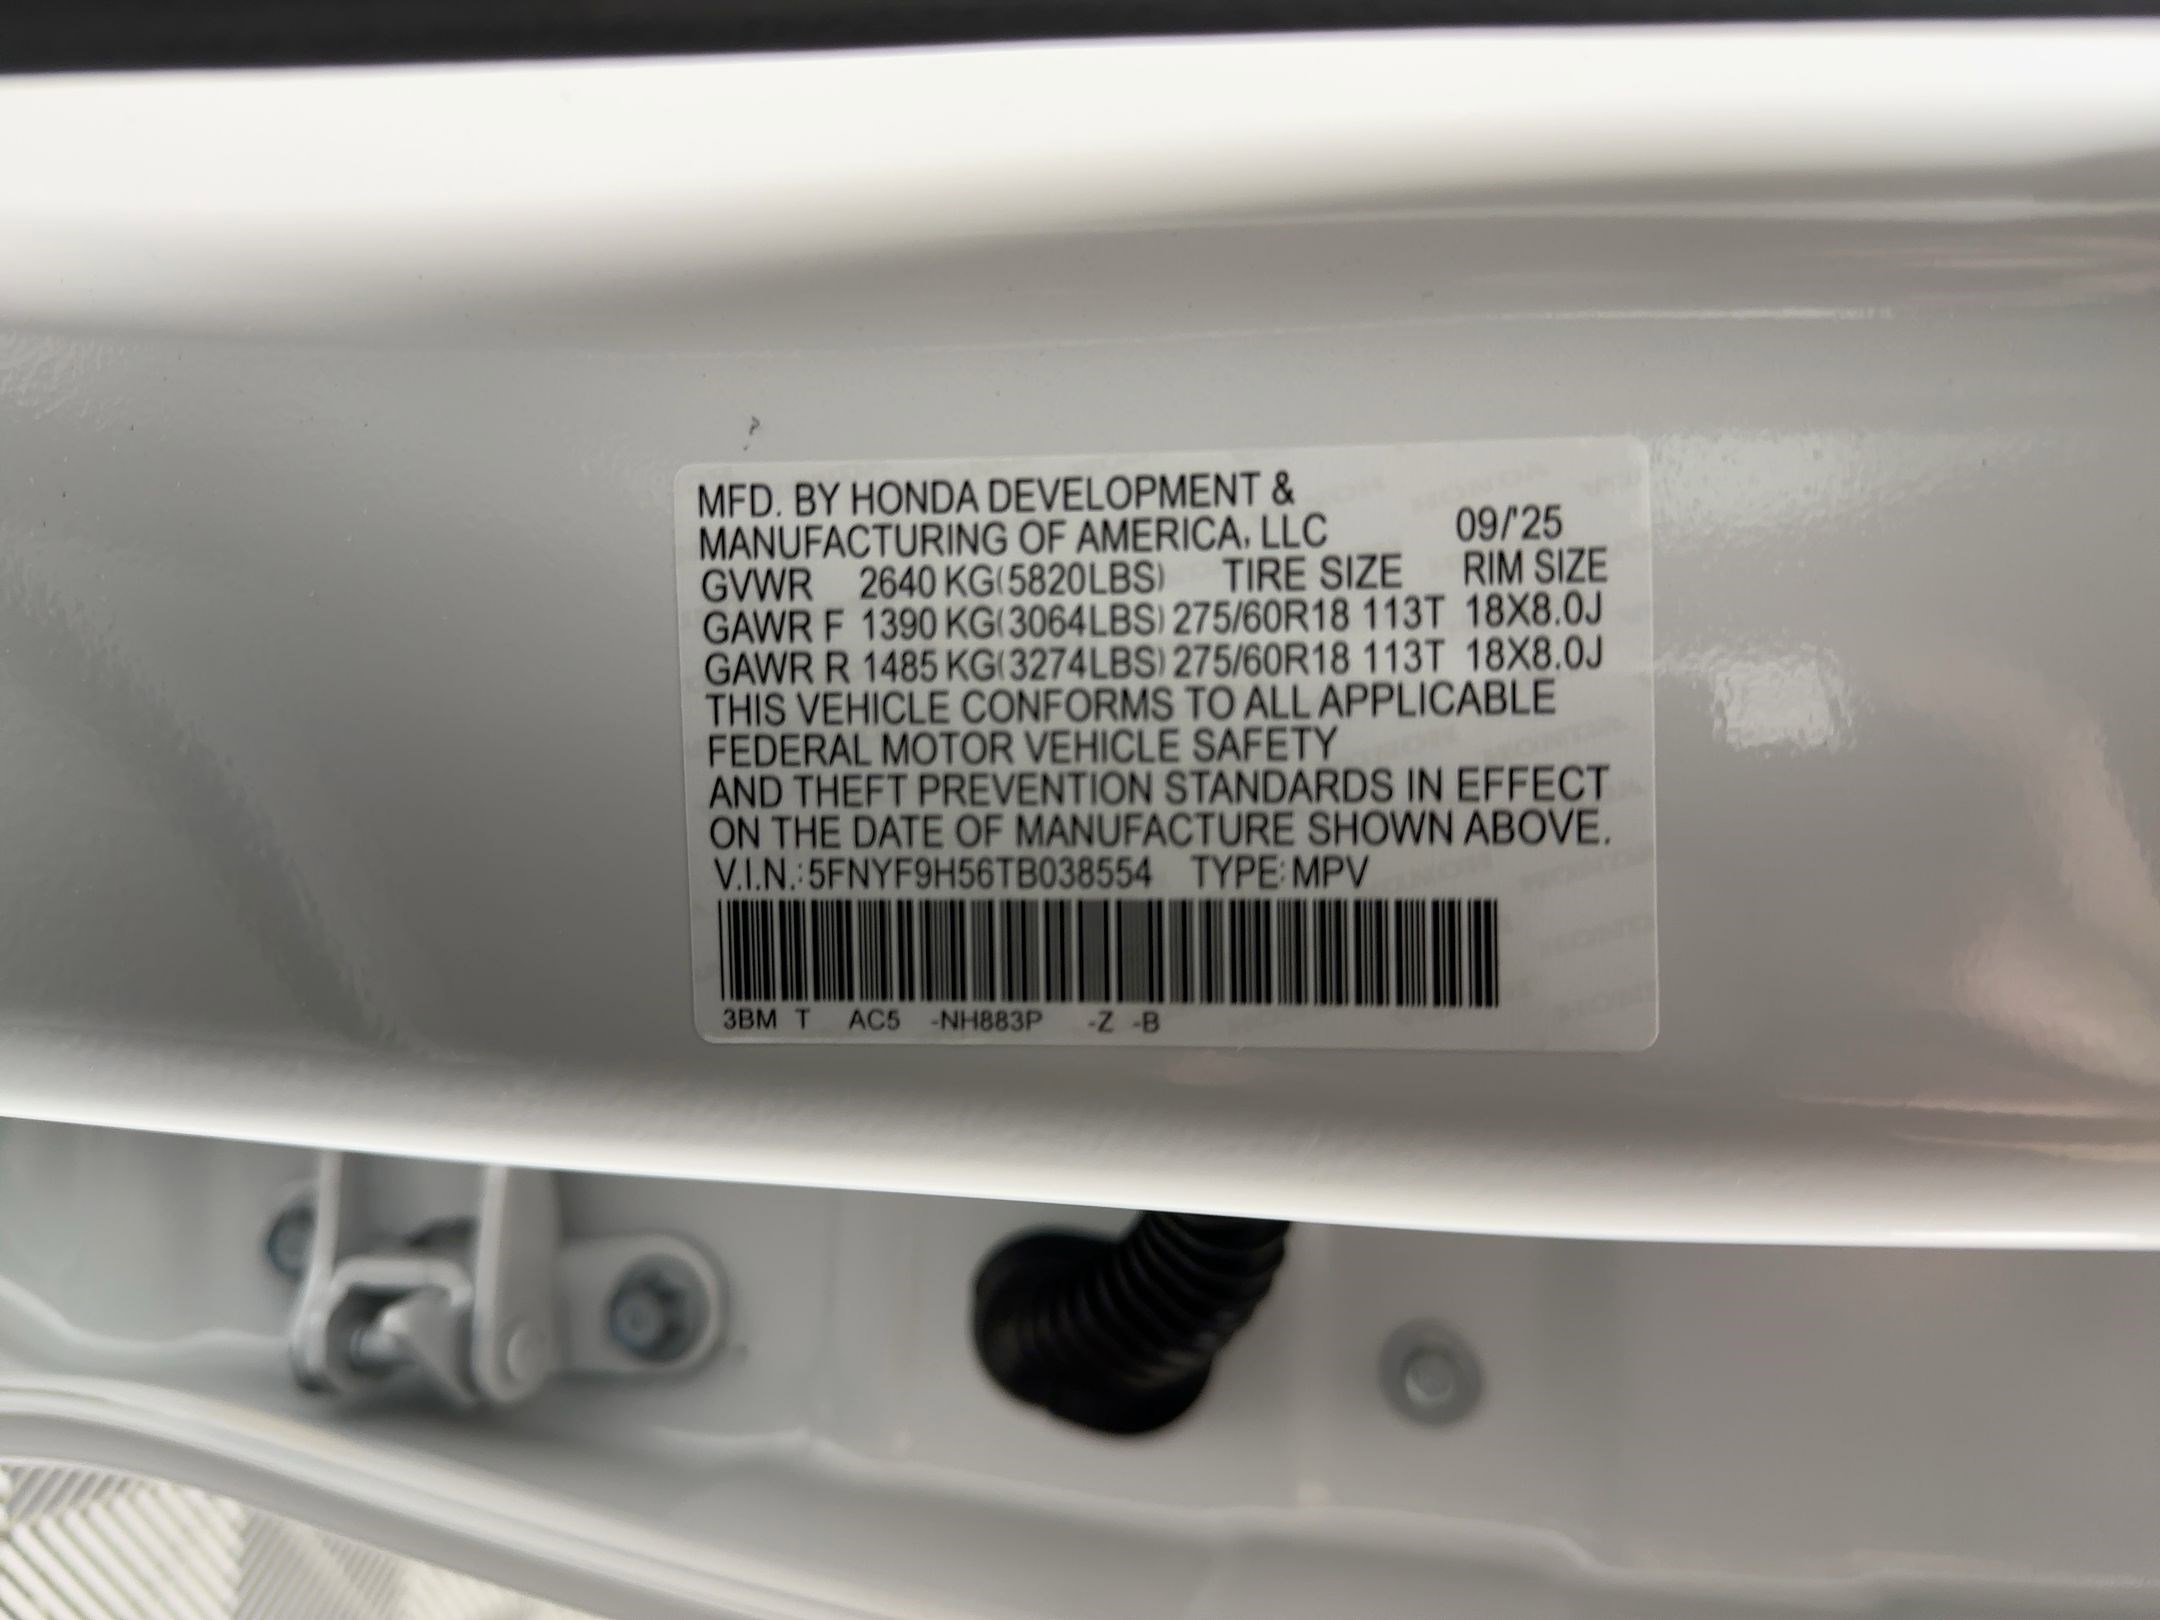 MFD. BY HONDA DEVELOPMENT &
MANUFACTURING OF AMERICA, LLC 09/'25
GVWR 2640 KG(5820LBS) TIRE SIZE RIM SIZE
GAWR F 1390 KG(3064LBS) 275/60R18 113T 18X8.0J
GAWR R 1485 KG(3274LBS) 275/60R18 113T 18X8.0J
THIS VEHICLE CONFORMS TO ALL APPLICABLE
FEDERAL MOTOR VEHICLE SAFETY
AND THEFT PREVENTION STANDARDS IN EFFECT
ON THE DATE OF MANUFACTURE SHOWN ABOVE.
V.I.N.:5FNYF9H56TB038554 TYPE:MPV
3BM T AC5 -NH883P -Z -B